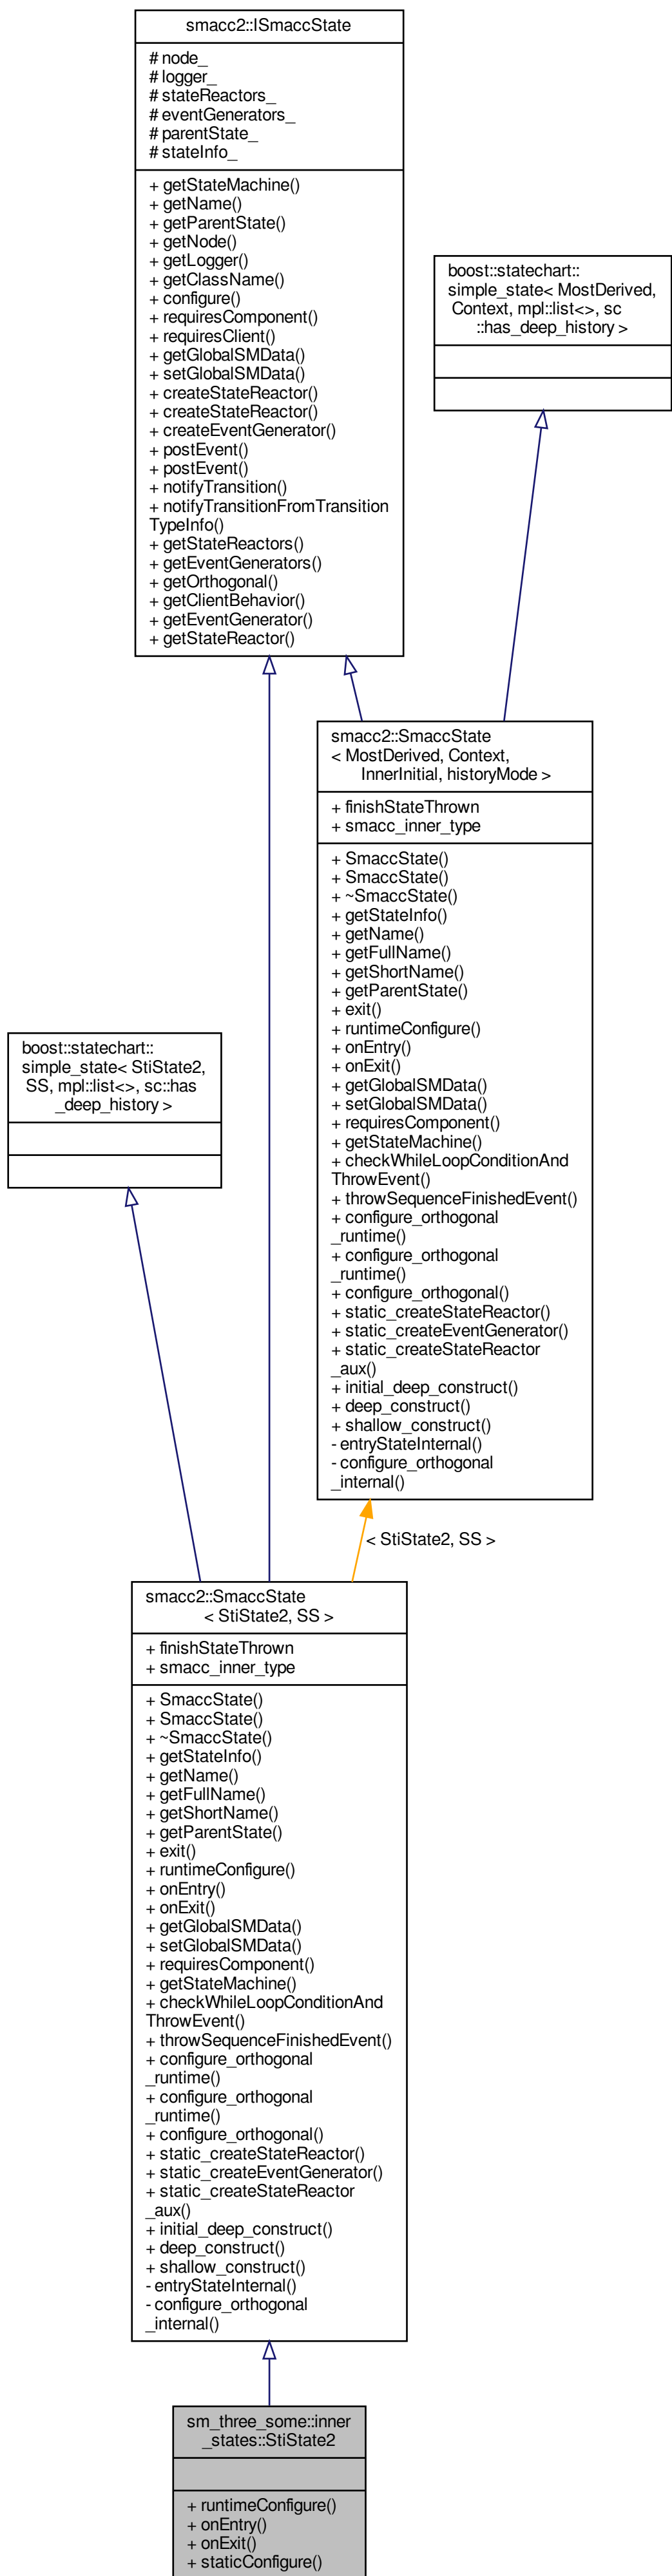 smacc2::ISmaccState
# node_
# logger_
# stateReactors_
# eventGenerators_
# parentState_
# stateInfo_
+ getStateMachine()
+ getName()
+ getParentState()
+ getNode()
+ getLogger()
+ getClassName()
+ configure()
+ requiresComponent()
+ requiresClient()
+ getGlobalSMData()
+ setGlobalSMData()
+ createStateReactor()
+ createStateReactor()
+ createEventGenerator()
+ postEvent()
+ postEvent()
+ notifyTransition()
+ notifyTransitionFromTransition
TypeInfo()
+ getStateReactors()
+ getEventGenerators()
+ getOrthogonal()
+ getClientBehavior()
+ getEventGenerator()
+ getStateReactor()
boost::statechart::
simple_state< MostDerived,
Context, mpl::list<>, sc
::has_deep_history >
smacc2::SmaccState
< MostDerived, Context,
InnerInitial, historyMode >
+ finishStateThrown
+ smacc_inner_type
+ SmaccState()
+ SmaccState()
+ ~SmaccState()
+ getStateInfo()
+ getName()
+ getFullName()
+ getShortName()
+ getParentState()
+ exit()
+ runtimeConfigure()
+ onEntry()
+ onExit()
+ getGlobalSMData()
+ setGlobalSMData()
+ requiresComponent()
+ getStateMachine()
+ checkWhileLoopConditionAnd
ThrowEvent()
+ throwSequenceFinishedEvent()
+ configure_orthogonal
_runtime()
+ configure_orthogonal
_runtime()
+ configure_orthogonal()
+ static_createStateReactor()
+ static_createEventGenerator()
+ static_createStateReactor
_aux()
+ initial_deep_construct()
+ deep_construct()
+ shallow_construct()
- entryStateInternal()
- configure_orthogonal
_internal()
boost::statechart::
simple_state< StiState2,
SS, mpl::list<>, sc::has
_deep_history >
< StiState2, SS >
smacc2::SmaccState
< StiState2, SS >
+ finishStateThrown
+ smacc_inner_type
+ SmaccState()
+ SmaccState()
+ ~SmaccState()
+ getStateInfo()
+ getName()
+ getFullName()
+ getShortName()
+ getParentState()
+ exit()
+ runtimeConfigure()
+ onEntry()
+ onExit()
+ getGlobalSMData()
+ setGlobalSMData()
+ requiresComponent()
+ getStateMachine()
+ checkWhileLoopConditionAnd
ThrowEvent()
+ throwSequenceFinishedEvent()
+ configure_orthogonal
_runtime()
+ configure_orthogonal
_runtime()
+ configure_orthogonal()
+ static_createStateReactor()
+ static_createEventGenerator()
+ static_createStateReactor
_aux()
+ initial_deep_construct()
+ deep_construct()
+ shallow_construct()
- entryStateInternal()
- configure_orthogonal
_internal()
sm_three_some::inner
_states::StiState2
+ runtimeConfigure()
+ onEntry()
+ onExit()
+ staticConfigure()